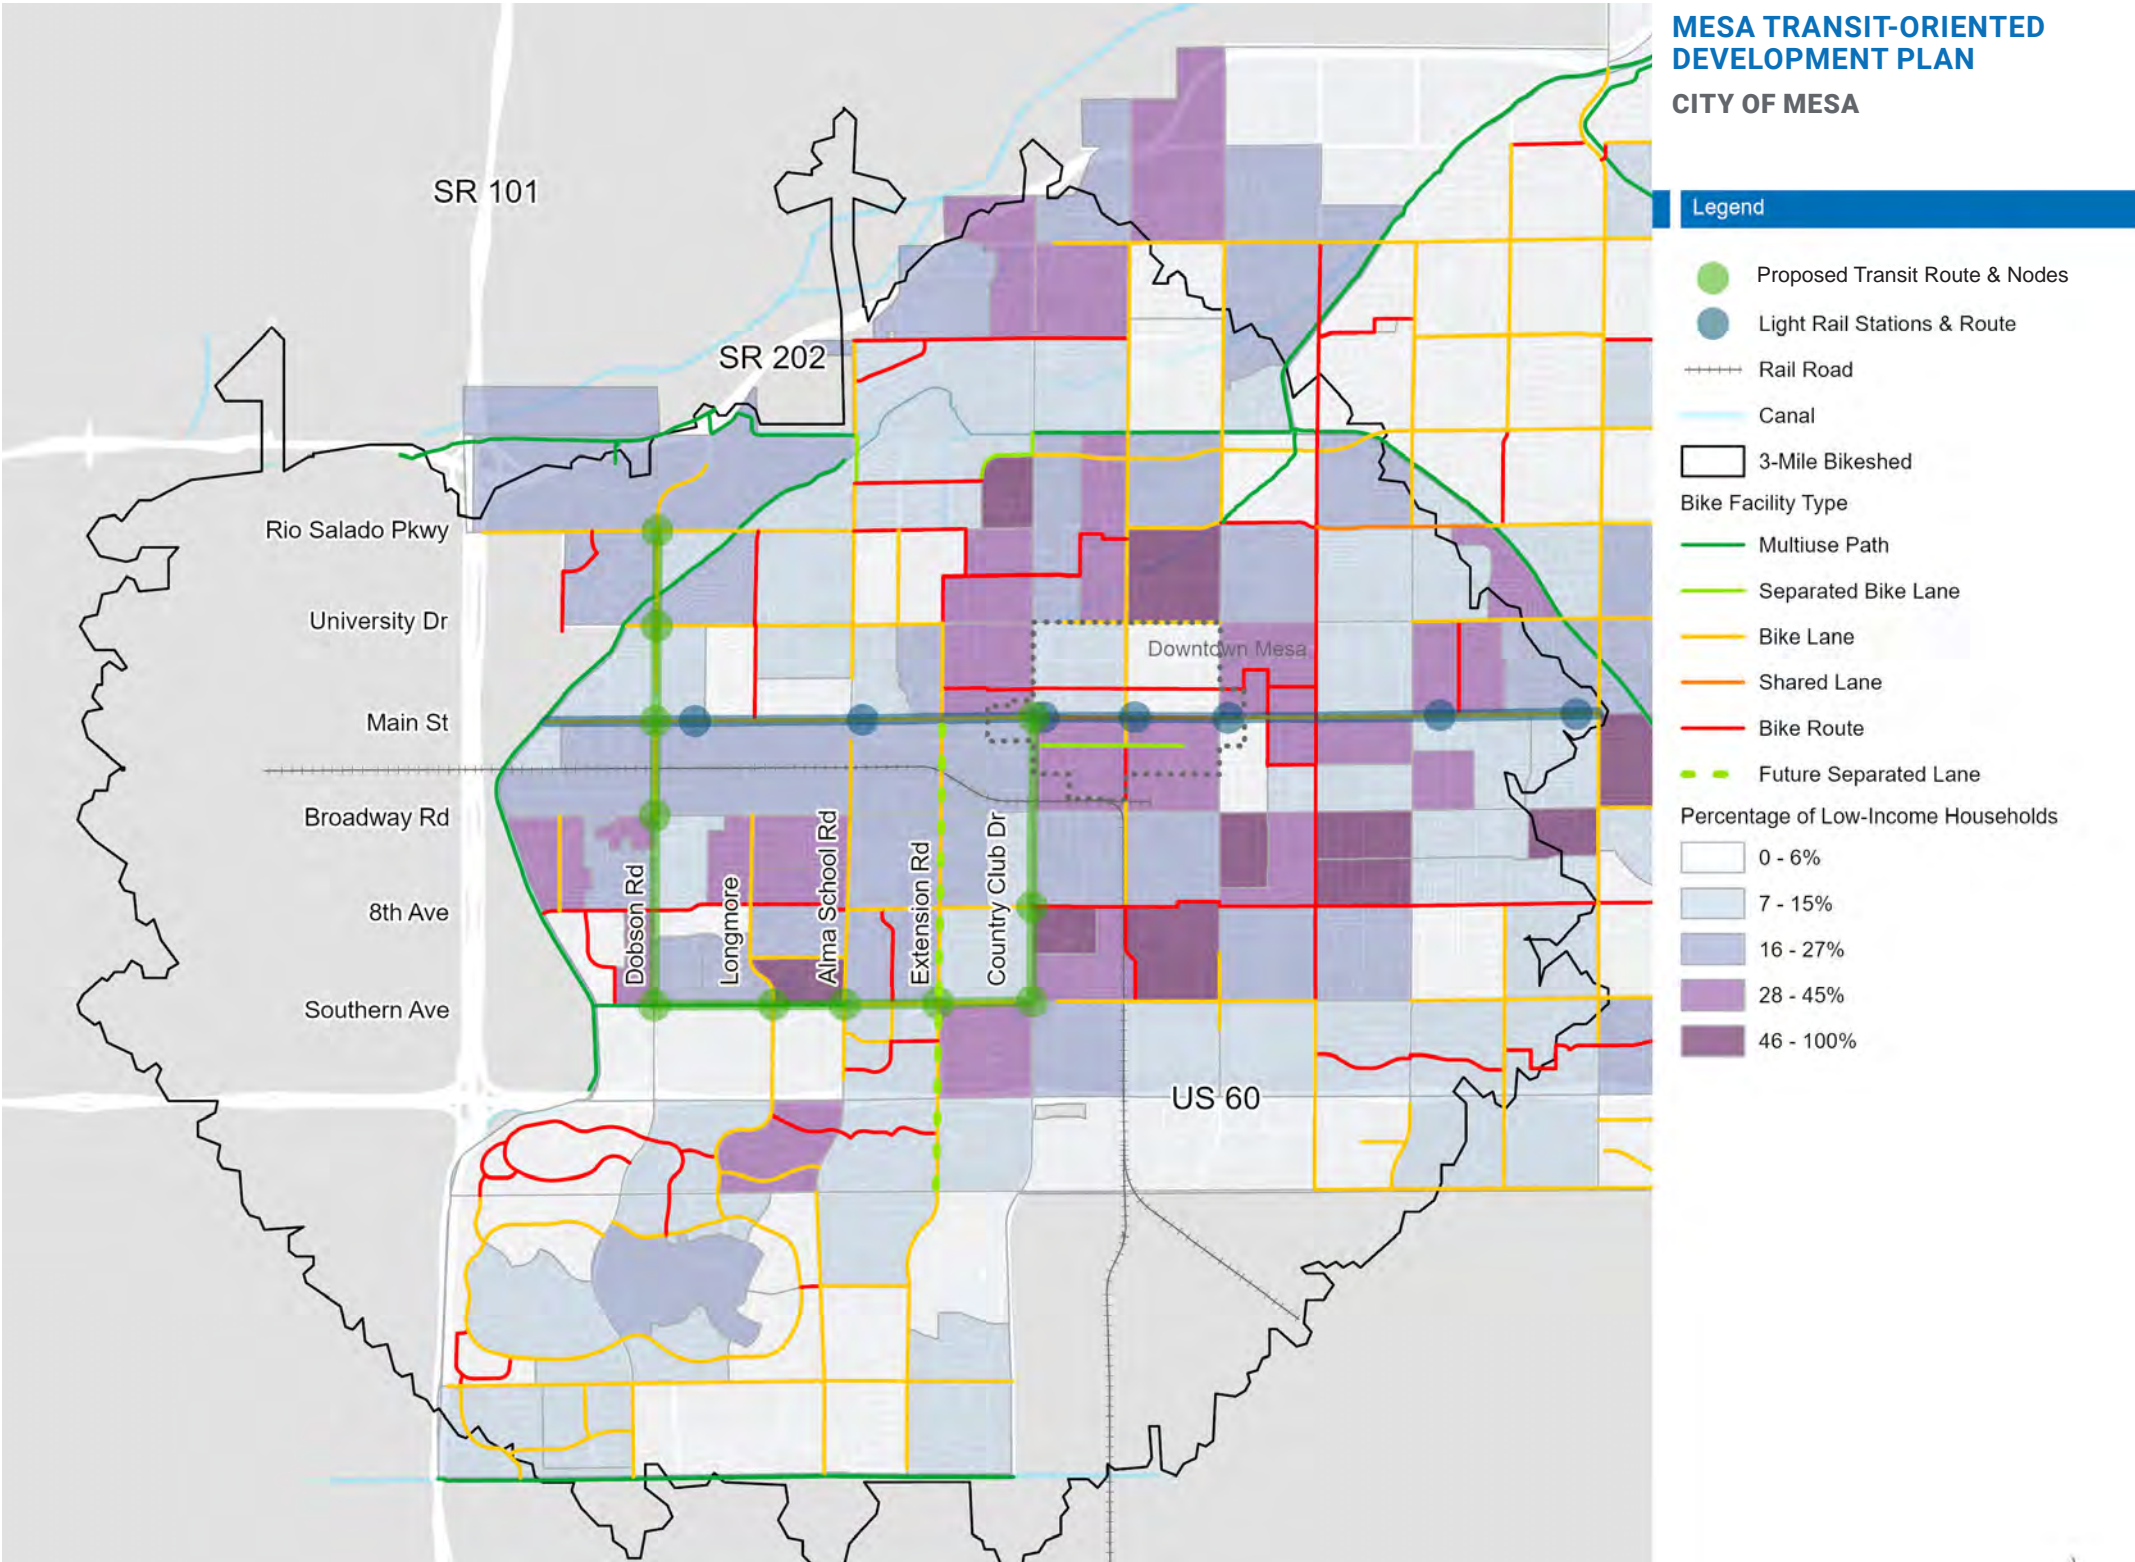 MESA TRANSIT-ORIENTED
DEVELOPMENT PLAN
CITY OF MESA
Legend
Proposed Transit Route & Nodes
Light Rail Stations & Route
Rail Road
Canal
3-Mile Bikeshed
Bike Facility Type
Multiuse Path
Separated Bike Lane
Bike Lane
Shared Lane
Bike Route
Future Separated Lane
Percentage of Low-Income Households
0 - 6%
7 - 15%
16 - 27%
28 - 45%
46 - 100%
SR 101
SR 202
Rio Salado Pkwy
University Dr
Downtown Mesa
Main St
Broadway Rd
8th Ave
Southern Ave
Dobson Rd
Longmore
Alma School Rd
Extension Rd
Country Club Dr
US 60